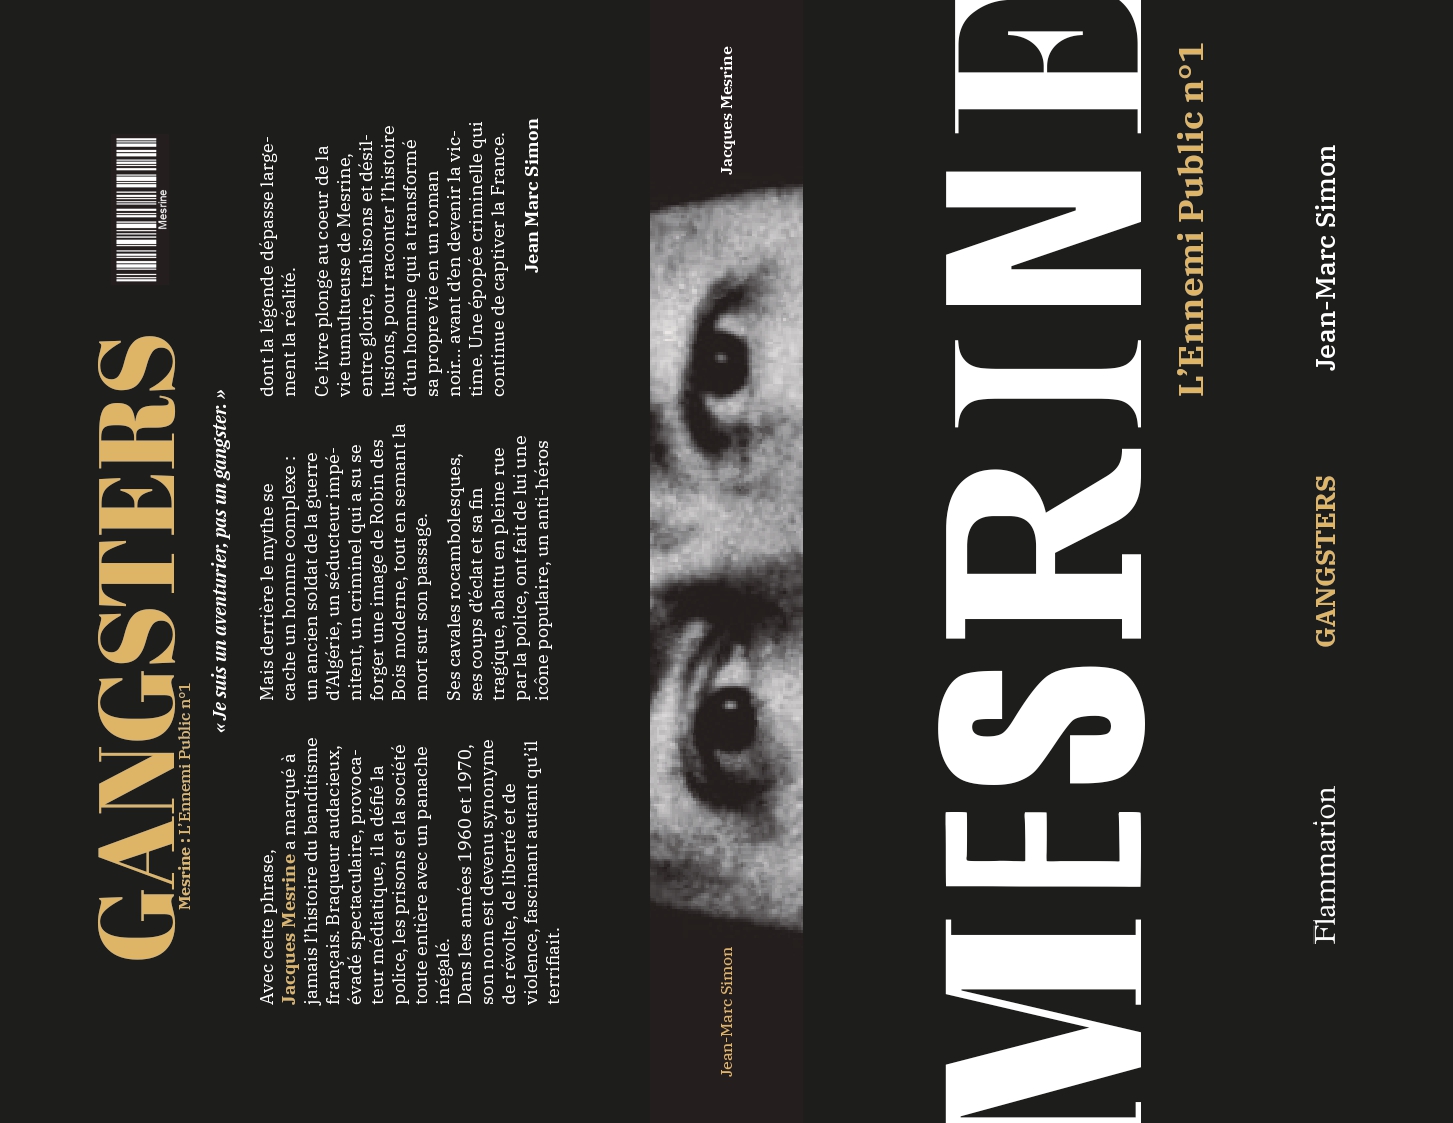 GANGSTERS
Mesrine : L'Ennemi Public n°1
« Je suis un aventurier, pas un gangster. »
Avec cette phrase,
Jacques Mesrine a marqué à
jamais l'histoire du banditisme
français. Braqueur audacieux,
évadé spectaculaire, provoca-
teur médiatique, il a défié la
police, les prisons et la société
toute entière avec un panache
inégalé.
Dans les années 1960 et 1970,
son nom est devenu synonyme
de révolte, de liberté et de
violence, fascinant autant qu'il
terrifiait.
Mais derrière le mythe se
cache un homme complexe :
un ancien soldat de la guerre
d'Algérie, un séducteur impé-
nitent, un criminel qui a su se
forger une image de Robin des
Bois moderne, tout en semant la
mort sur son passage.
Ses cavales rocambolesques,
ses coups d'éclat et sa fin
tragique, abattu en pleine rue
par la police, ont fait de lui une
icône populaire, un anti-héros
dont la légende dépasse large-
ment la réalité.
Ce livre plonge au coeur de la
vie tumultueuse de Mesrine,
entre gloire, trahisons et désil-
lusions, pour raconter l'histoire
d'un homme qui a transformé
sa propre vie en un roman
noir... avant d'en devenir la vic-
time. Une épopée criminelle qui
continue de captiver la France.
Jean Marc Simon
Mesrine
Jean-Marc Simon
Jacques Mesrine
MESRINE
L'Ennemi Public n°1
Flammarion
GANGSTERS
Jean-Marc Simon